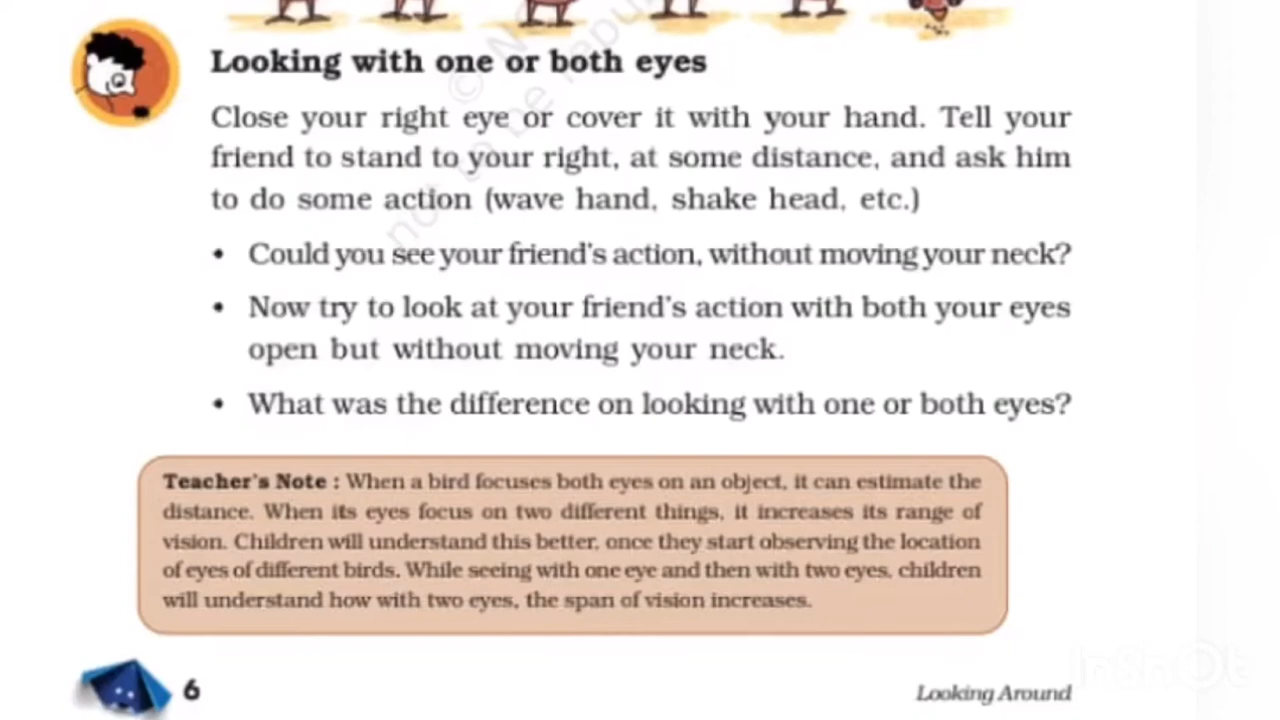 Looking with one or both eyes
Close your right eye or cover it with your hand. Tell your
friend to stand to your right, at some distance, and ask him
to do some action (wave hand, shake head, etc.)
• Could you see your friend's action, without moving your neck?
• Now try to look at your friend's action with both your eyes
open but without moving your neck.
• What was the difference on looking with one or both eyes?
Teacher's Note : When a bird focuses both eyes on an object, it can estimate the
distance. When its eyes focus on two different things, it increases its range of
vision. Children will understand this better, once they start observing the location
of eyes of different birds. While seeing with one eye and then with two eyes, children
will understand how with two eyes, the span of vision increases.
6
Looking Around
InShOt
not to be repu